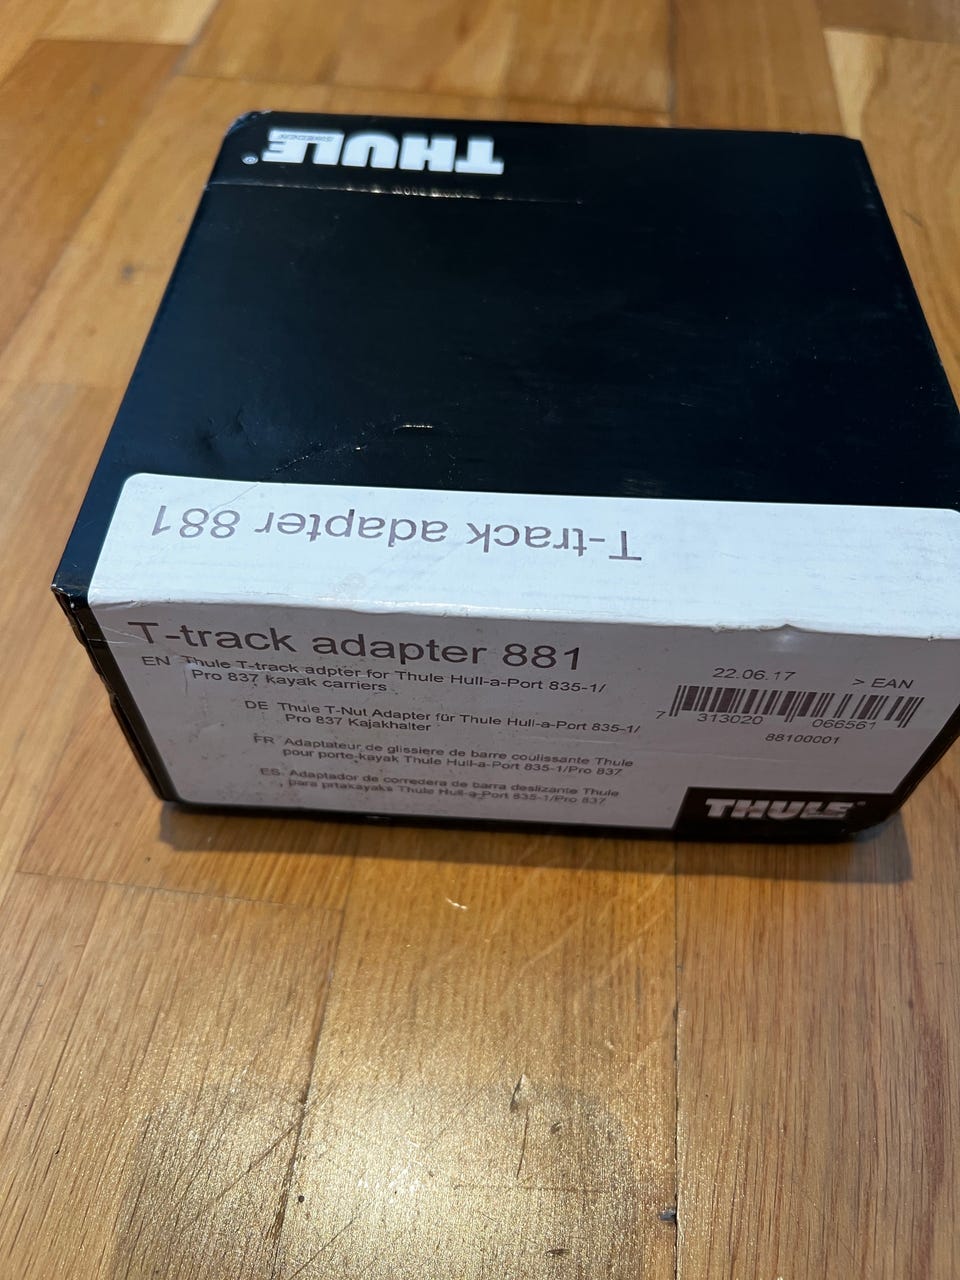 THULE®
SWEDEN
T-track adapter 881
T-track adapter 881
EN Thule T-track adpter for Thule Hull-a-Port 835-1/
Pro 837 kayak carriers
DE Thule T-Nut Adapter für Thule Hull-a-Port 835-1/
Pro 837 Kajakhalter
FR Adaptateur de glissiere de barre coulissante Thule
pour porte-kayak Thule Hull-a-Port 835-1/Pro 837
ES Adaptador de corredera de barra deslizante Thule
para prtakayaks Thule Hull-a-Port 835-1/Pro 837
22.06.17 > EAN
7 313020 066561
88100001
THULE®